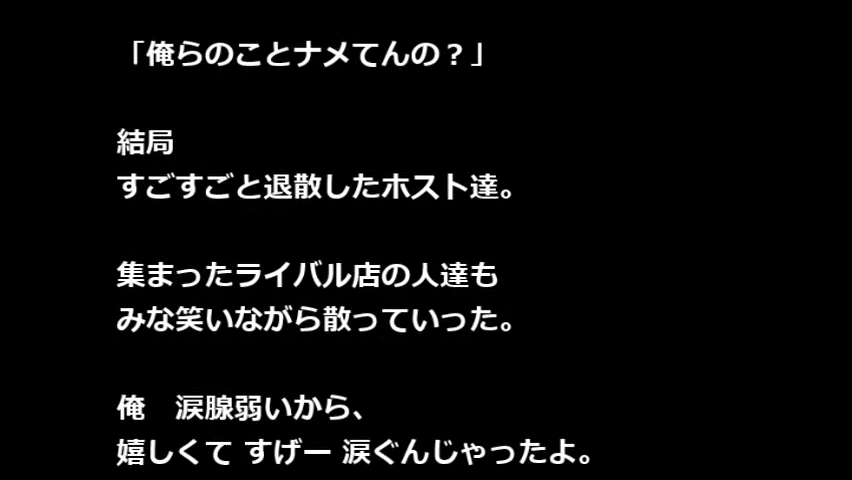 「俺らのことナメてんの？」
結局
すごすごと退散したホスト達。
集まったライバル店の人達も
みな笑いながら散っていった。
俺　涙腺弱いから、
嬉しくて すげー 涙ぐんじゃったよ。